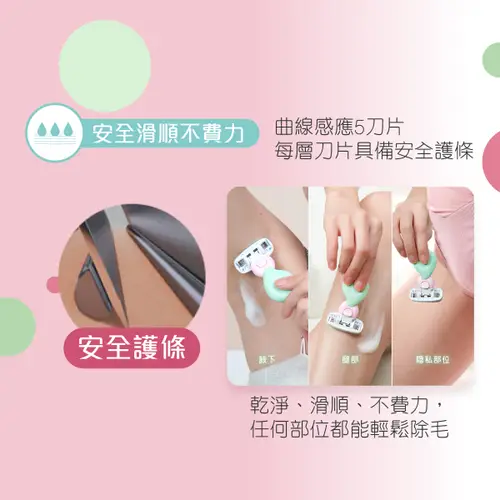 安全滑順不費力
曲線感應5刀片
每層刀片具備安全護條
安全護條
腋下
腿部
隱私部位
乾淨、滑順、不費力，
任何部位都能輕鬆除毛